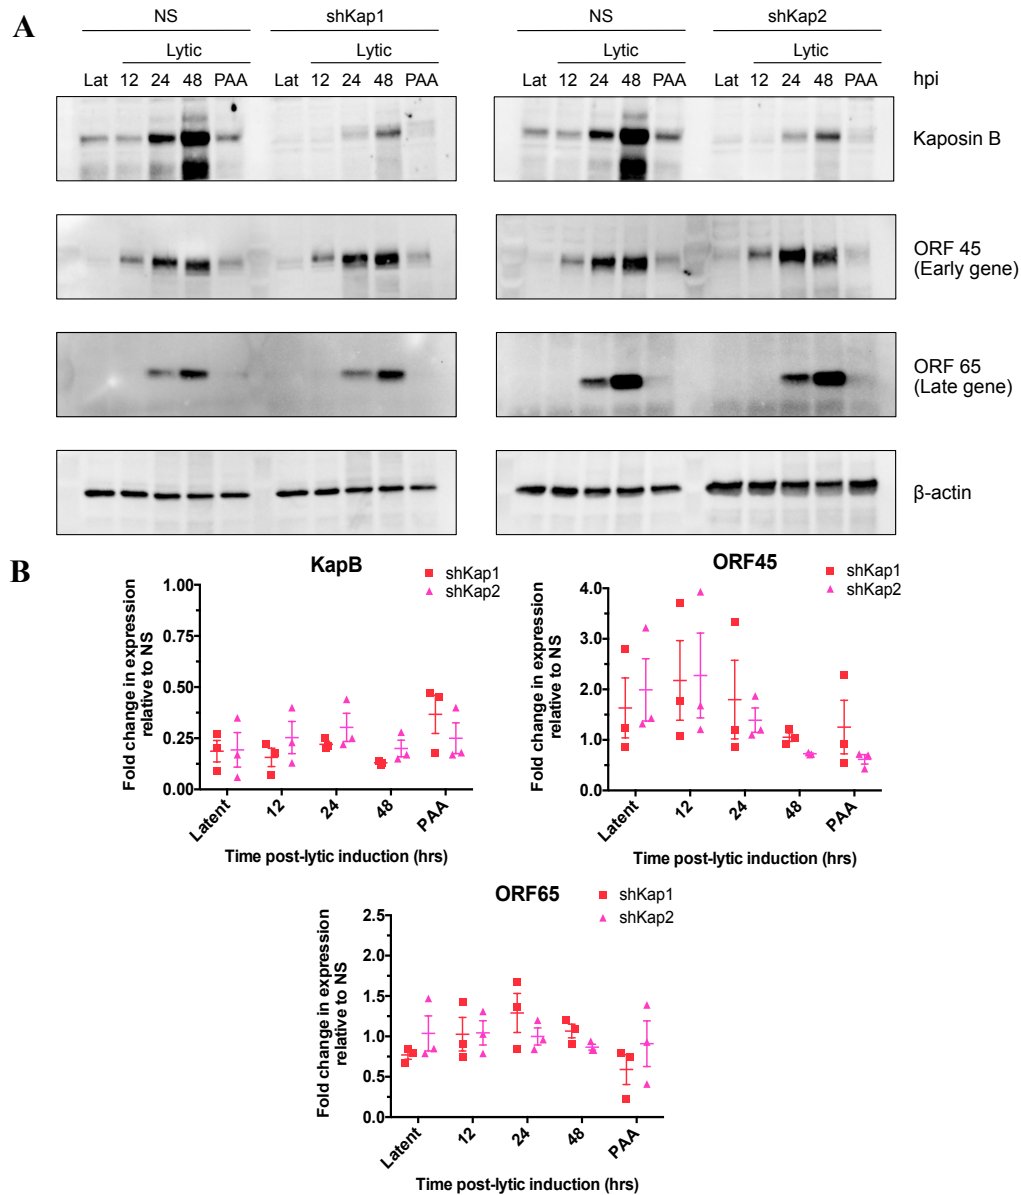 A
NS shKap1 NS shKap2
Lytic Lytic Lytic Lytic
Lat 12 24 48 PAA Lat 12 24 48 PAA Lat 12 24 48 PAA Lat 12 24 48 PAA hpi
Kaposin B
ORF 45
(Early gene)
ORF 65
(Late gene)
β-actin
B
KapB
shKap1
shKap2
Fold change in expression
relative to NS
1.00
0.75
0.50
0.25
0.00
Latent 12 24 48 PAA
Time post-lytic induction (hrs)
ORF45
shKap1
shKap2
Fold change in expression
relative to NS
4.0
3.0
2.0
1.0
0.0
Latent 12 24 48 PAA
Time post-lytic induction (hrs)
ORF65
shKap1
shKap2
Fold change in expression
relative to NS
2.5
2.0
1.5
1.0
0.5
0.0
Latent 12 24 48 PAA
Time post-lytic induction (hrs)